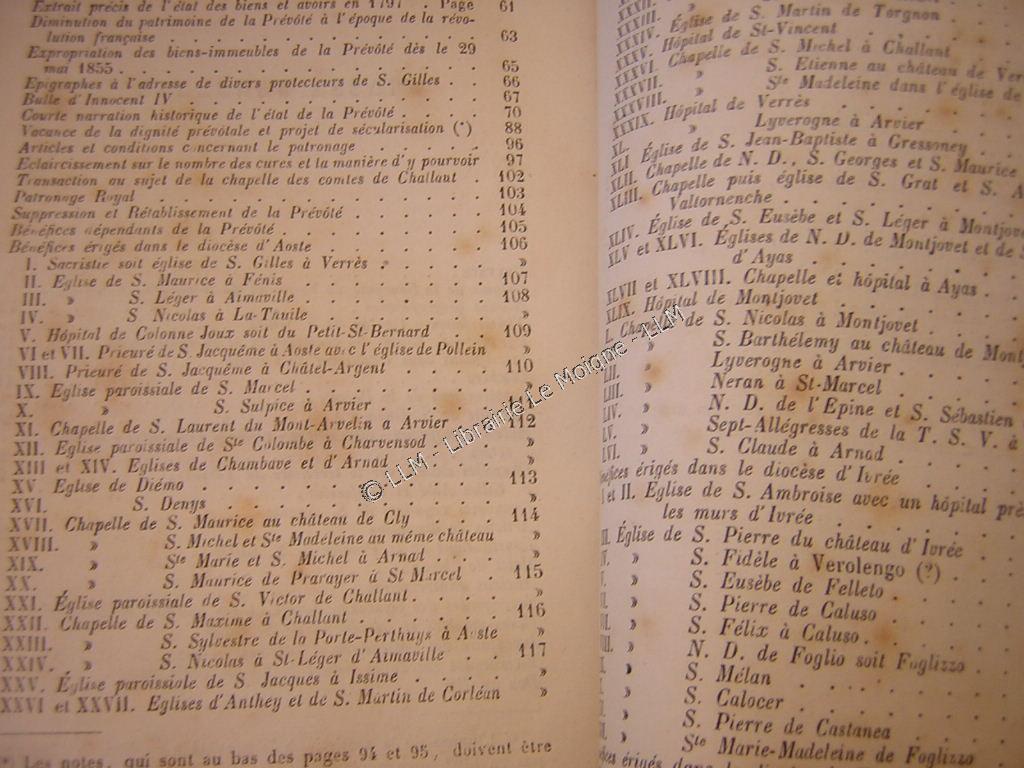 Extrait précis de l'état des biens et avoirs en 1797 . Page 61
Diminution du patrimoine de la Prévôté à l'époque de la révo-
lution française . . . . . . . . . . 63
Expropriation des biens-immeubles de la Prévôté dès le 29
mai 1855 . . . . . . . . . . . 65
Epigraphes à l'adresse de divers protecteurs de S. Gilles . . 66
Bulle d'Innocent IV . . . . . . . . . . 67
Courte narration historique de l'état de la Prévôté . . . . 70
Vacance de la dignité prévôtale et projet de sécularisation (*) 88
Articles et conditions concernant le patronage . . . . 96
Eclaircissement sur le nombre des cures et la manière d'y pourvoir 97
Transaction au sujet de la chapelle des comtes de Challant . 102
Patronage Royal . . . . . . . . . . 103
Suppression et Rétablissement de la Prévôté . . . . . 104
Bénéfices dépendants de la Prévôté . . . . . . . 105
Bénéfices érigés dans le diocèse d'Aoste . . . . . . 106
I. Sacristie soit église de S. Gilles à Verrès . . . . . »
II. Eglise de S. Maurice à Fénis . . . . . . 107
III. » S. Léger à Aimaville . . . . . 108
IV. » S Nicolas à La-Thuile . . . . . »
V. Hôpital de Colonne Joux soit du Petit-St-Bernard . . 109
VI et VII. Prieuré de S. Jacquême à Aoste avec l'église de Pollein »
VIII. Prieuré de S. Jacquême à Châtel-Argent . . . . 110
IX. Eglise paroissiale de S. Marcel . . . . . . »
X. » S. Sulpice à Arvier . . . .
XI. Chapelle de S. Laurent du Mont-Arvelin à Arvier . . 112
XII. Eglise paroissiale de Ste Colombe à Charvensod . . . »
XIII et XIV. Eglises de Chambave et d'Arnad . . . . »
XV. Eglise de Diémo . . . . . . . . 113
XVI. S. Denys . . . . . . . . »
XVII. Chapelle de S. Maurice au château de Cly . . . 114
XVIII. » S. Michel et Ste Madeleine au même château »
XIX. » Ste Marie et S. Michel à Arnad . . . »
XX. » S. Maurice de Prarayer à St Marcel . 115
XXI. Église paroissiale de S. Victor de Challant . . . . »
XXII. Chapelle de S. Maxime à Challant . . . . 116
XXIII. » S. Sylvestre de la Porte-Perthuys à Aoste »
XXIV. » S. Nicolas à St-Léger d'Aimaville . . 117
XXV. Église paroissiale de S. Jacques à Issime . . . . »
XXVI et XXVII. Eglises d'Anthey et de S. Martin de Corléan »
Les notes, qui sont au bas des pages 94 et 95, doivent être
S. Martin de Torgnon
XXXIV. Église de St-Vincent
XXXV. Hôpital de
XXXVI. Chapelle de S. Michel à Challant
XXXVII. » S. Etienne au château de
XXXVIII. » Ste Madeleine dans l'église de
XXXIX. Hôpital de Verrès
XL. » Lyverogne à Arvier
XLI Église de S. Jean-Baptiste à Gressoney
XLII. Chapelle de N. D., S. Georges et S. Maurice
XLIII. Chapelle puis église de S. Grat et S.
Valtornenche
XLIV. Église de S. Eusèbe et S. Léger à
XLV et XLVI. Églises de N. D. de Montjovet et de
d'Ayas
XLVII et XLVIII. Chapelle et hôpital à Ayas
XLIX. Hôpital de Montjovet
L. Chapelle de S. Nicolas à Montjovet
» S. Barthélemy au château de
LII. » Lyverogne à Arvier
LIII. » Neran à St-Marcel
LIV. » N. D. de l'Epine et S. Sébastien
LV. » Sept-Allégresses de la T. S. V. à
LVI. » S. Claude à Arnad
érigés dans le diocèse d'Ivrée
et II. Église de S. Ambroise avec un hôpital
les murs d'Ivrée
Église de S. Pierre du château d'Ivrée
» S. Fidèle à Verolengo (?)
» S. Eusèbe de Felleto
» S. Pierre de Caluso
» S. Félix à Caluso
» N. D. de Foglio soit Foglizzo
» S. Mélan
» S. Calocer
» S. Pierre de Castanea
» Ste Marie-Madeleine de Foglizzo
érigés dans le
© LLM - Librairie Le Moigne - LLM